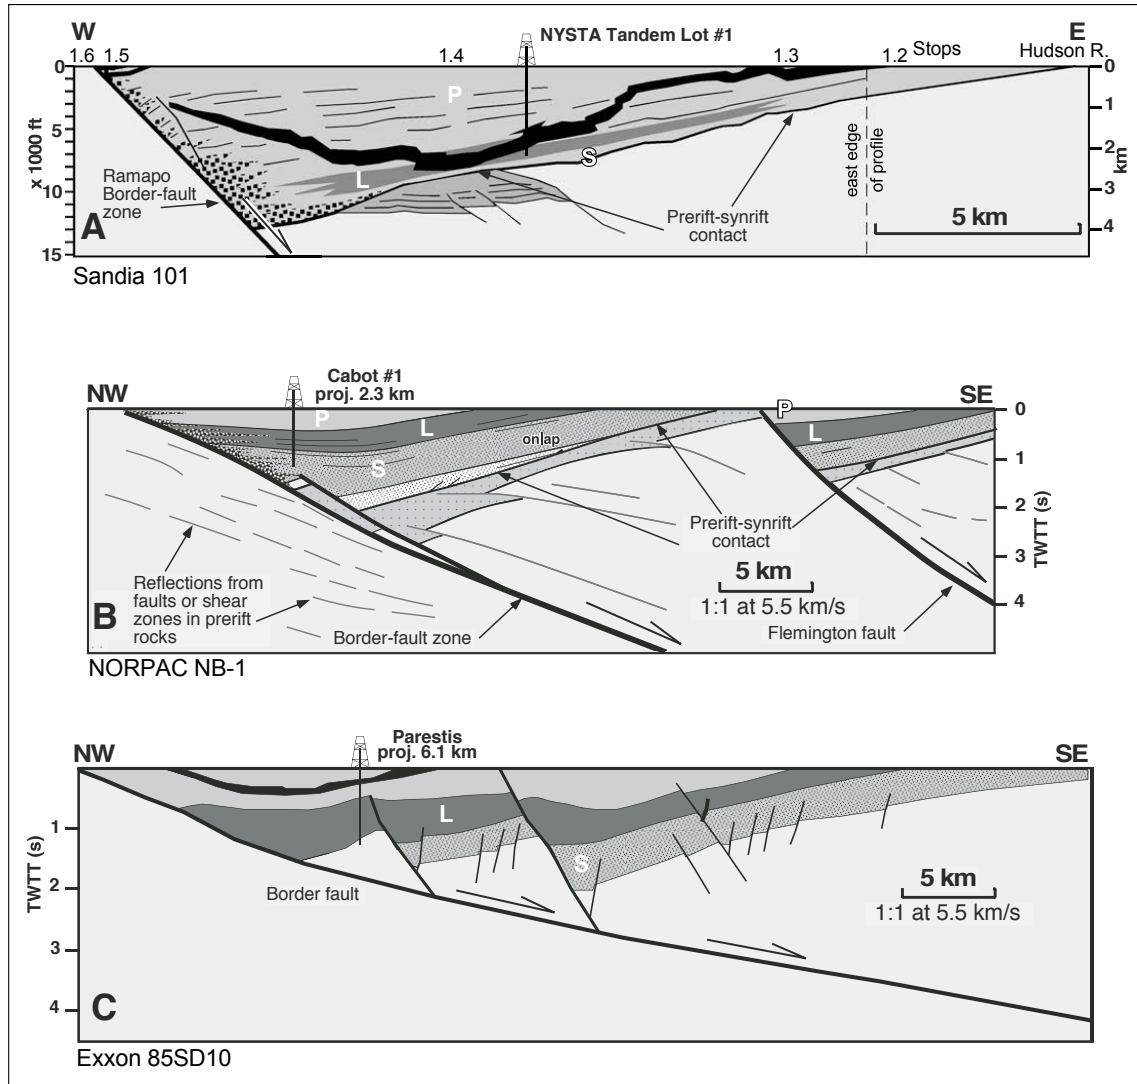 W
NYSTA Tandem Lot #1
E
1.6 1.5
1.4
1.3
1.2 Stops
Hudson R.
0
5
10
15
x 1000 ft
P
L
S
Ramapo
Border-fault
zone
A
Prerift-synrift
contact
east edge
of profile
5 km
0
1
2
3
4
km
Sandia 101
NW
Cabot #1
proj. 2.3 km
SE
P
L
S
onlap
P
L
Prerift-synrift
contact
5 km
1:1 at 5.5 km/s
Reflections from
faults or shear
zones in prerift
rocks
B
Border-fault zone
Flemington fault
0
1
2
3
4
TWTT (s)
NORPAC NB-1
NW
Parestis
proj. 6.1 km
SE
1
2
3
4
TWTT (s)
L
S
Border fault
5 km
1:1 at 5.5 km/s
C
Exxon 85SD10